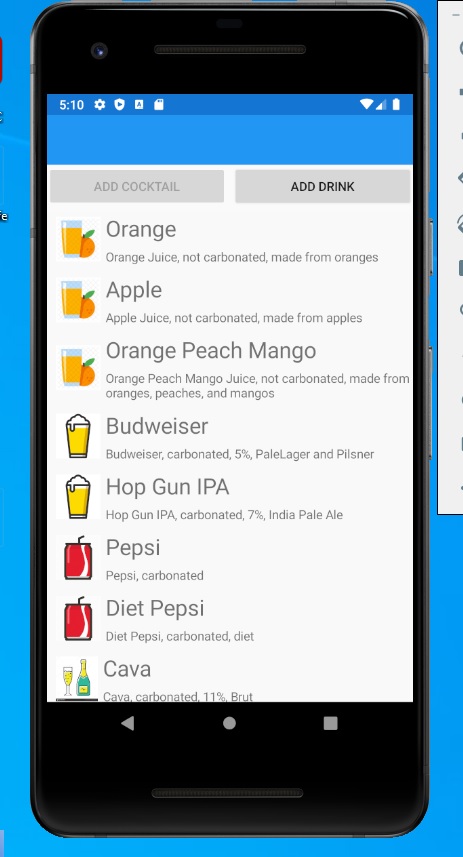 5:10
ADD COCKTAIL
ADD DRINK
Orange
Orange Juice, not carbonated, made from oranges
Apple
Apple Juice, not carbonated, made from apples
Orange Peach Mango
Orange Peach Mango Juice, not carbonated, made from
oranges, peaches, and mangos
Budweiser
Budweiser, carbonated, 5%, PaleLager and Pilsner
Hop Gun IPA
Hop Gun IPA, carbonated, 7%, India Pale Ale
Pepsi
Pepsi, carbonated
Diet Pepsi
Diet Pepsi, carbonated, diet
Cava
Cava, carbonated, 11%, Brut